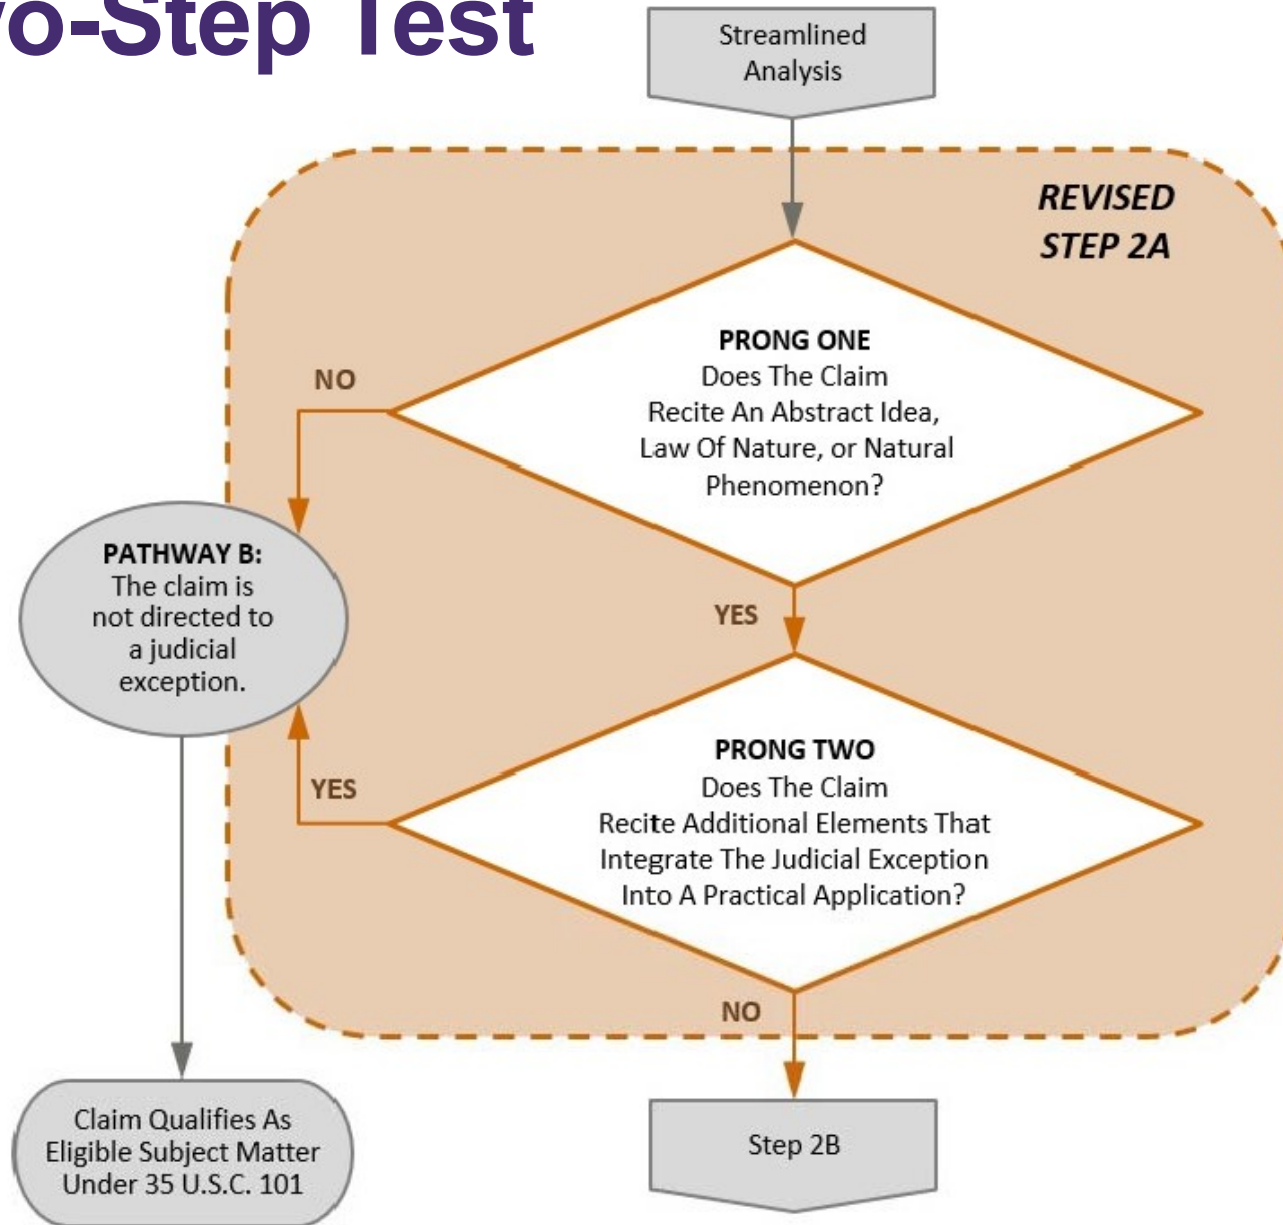 vo-Step Test
Streamlined
Analysis
REVISED
STEP 2A
PRONG ONE
Does The Claim
Recite An Abstract Idea,
Law Of Nature, or Natural
Phenomenon?
NO
PATHWAY B:
The claim is
not directed to
a judicial
exception.
YES
PRONG TWO
Does The Claim
Recite Additional Elements That
Integrate The Judicial Exception
Into A Practical Application?
YES
NO
Claim Qualifies As
Eligible Subject Matter
Under 35 U.S.C. 101
Step 2B